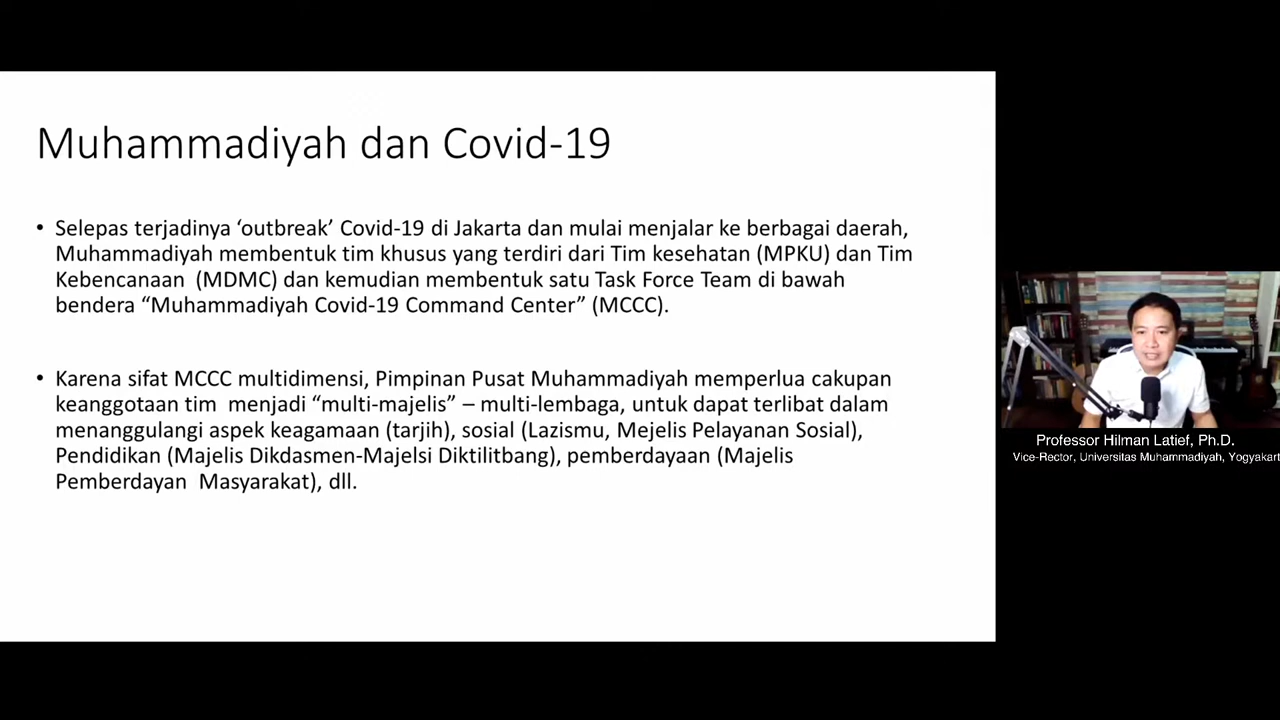 Muhammadiyah dan Covid-19
• Selepas terjadinya ‘outbreak’ Covid-19 di Jakarta dan mulai menjalar ke berbagai daerah,
Muhammadiyah membentuk tim khusus yang terdiri dari Tim kesehatan (MPKU) dan Tim
Kebencanaan (MDMC) dan kemudian membentuk satu Task Force Team di bawah
bendera “Muhammadiyah Covid-19 Command Center” (MCCC).
• Karena sifat MCCC multidimensi, Pimpinan Pusat Muhammadiyah memperlua cakupan
keanggotaan tim menjadi “multi-majelis” – multi-lembaga, untuk dapat terlibat dalam
menanggulangi aspek keagamaan (tarjih), sosial (Lazismu, Mejelis Pelayanan Sosial),
Pendidikan (Majelis Dikdasmen-Majelsi Diktilitbang), pemberdayaan (Majelis
Pemberdayan Masyarakat), dll.
Professor Hilman Latief, Ph.D.
Vice-Rector, Universitas Muhammadiyah, Yogyakart